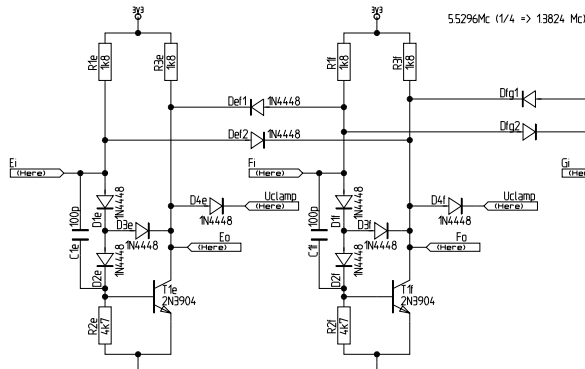 3V3
3V3
55296Mc (1/4 => 13824 Mc)
R1e
1k8
R3e
1k8
R1f
1k8
R3f
1k8
Def1
1N4448
Dfg1
Def2
1N4448
Dfg2
Ei
(Here)
Fi
(Here)
Gi
(Here)
100p
C1e
D1e
1N4448
D3e
1N4448
D4e
1N4448
Uclamp
(Here)
Eo
(Here)
D2e
1N4448
T1e
2N3904
R2e
4k7
100p
C1f
D1f
1N4448
D3f
1N4448
D4f
1N4448
Uclamp
(Here)
Fo
(Here)
D2f
1N4448
T1f
2N3904
R2f
4k7